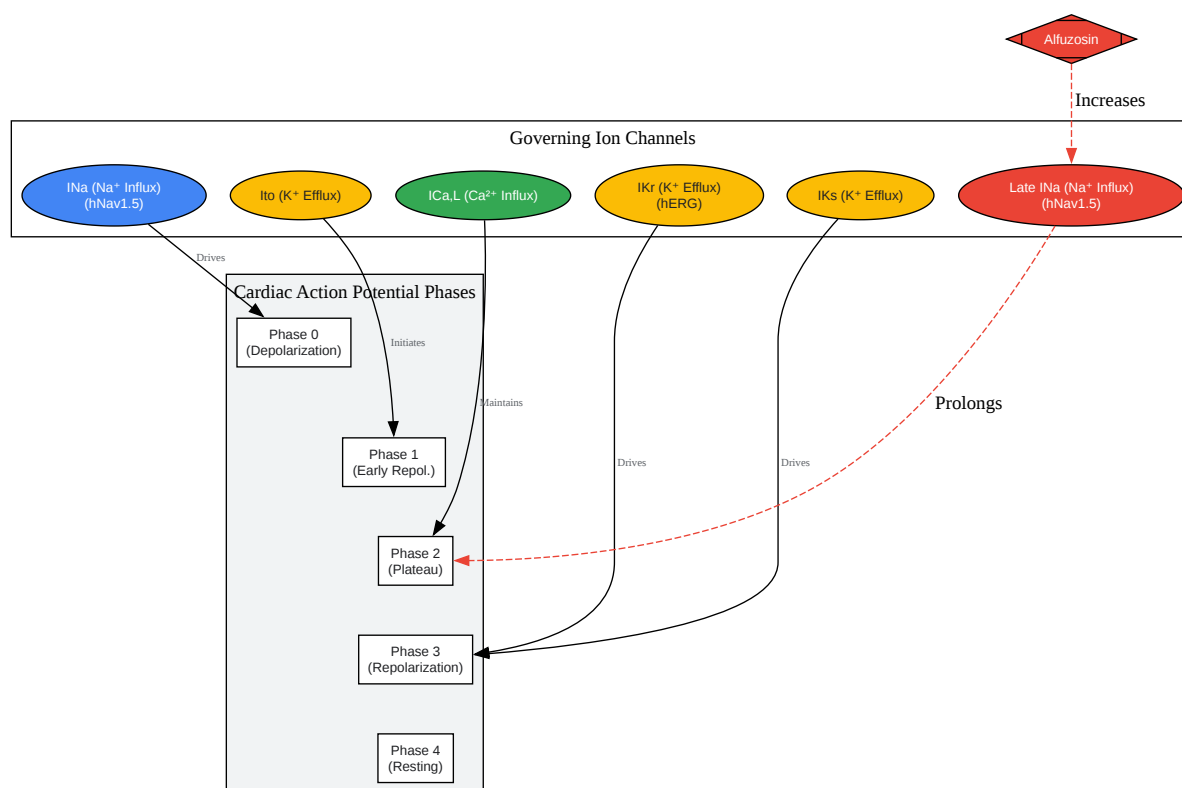 Alfuzosin
Increases
Governing Ion Channels
INa (Na⁺ Influx)
(hNav1.5)
Ito (K⁺ Efflux)
ICa,L (Ca²⁺ Influx)
IKr (K⁺ Efflux)
(hERG)
IKs (K⁺ Efflux)
Late INa (Na⁺ Influx)
(hNav1.5)
Drives
Cardiac Action Potential Phases
Phase 0
(Depolarization)
Initiates
Maintains
Prolongs
Phase 1
(Early Repol.)
Drives
Drives
Phase 2
(Plateau)
Phase 3
(Repolarization)
Phase 4
(Resting)